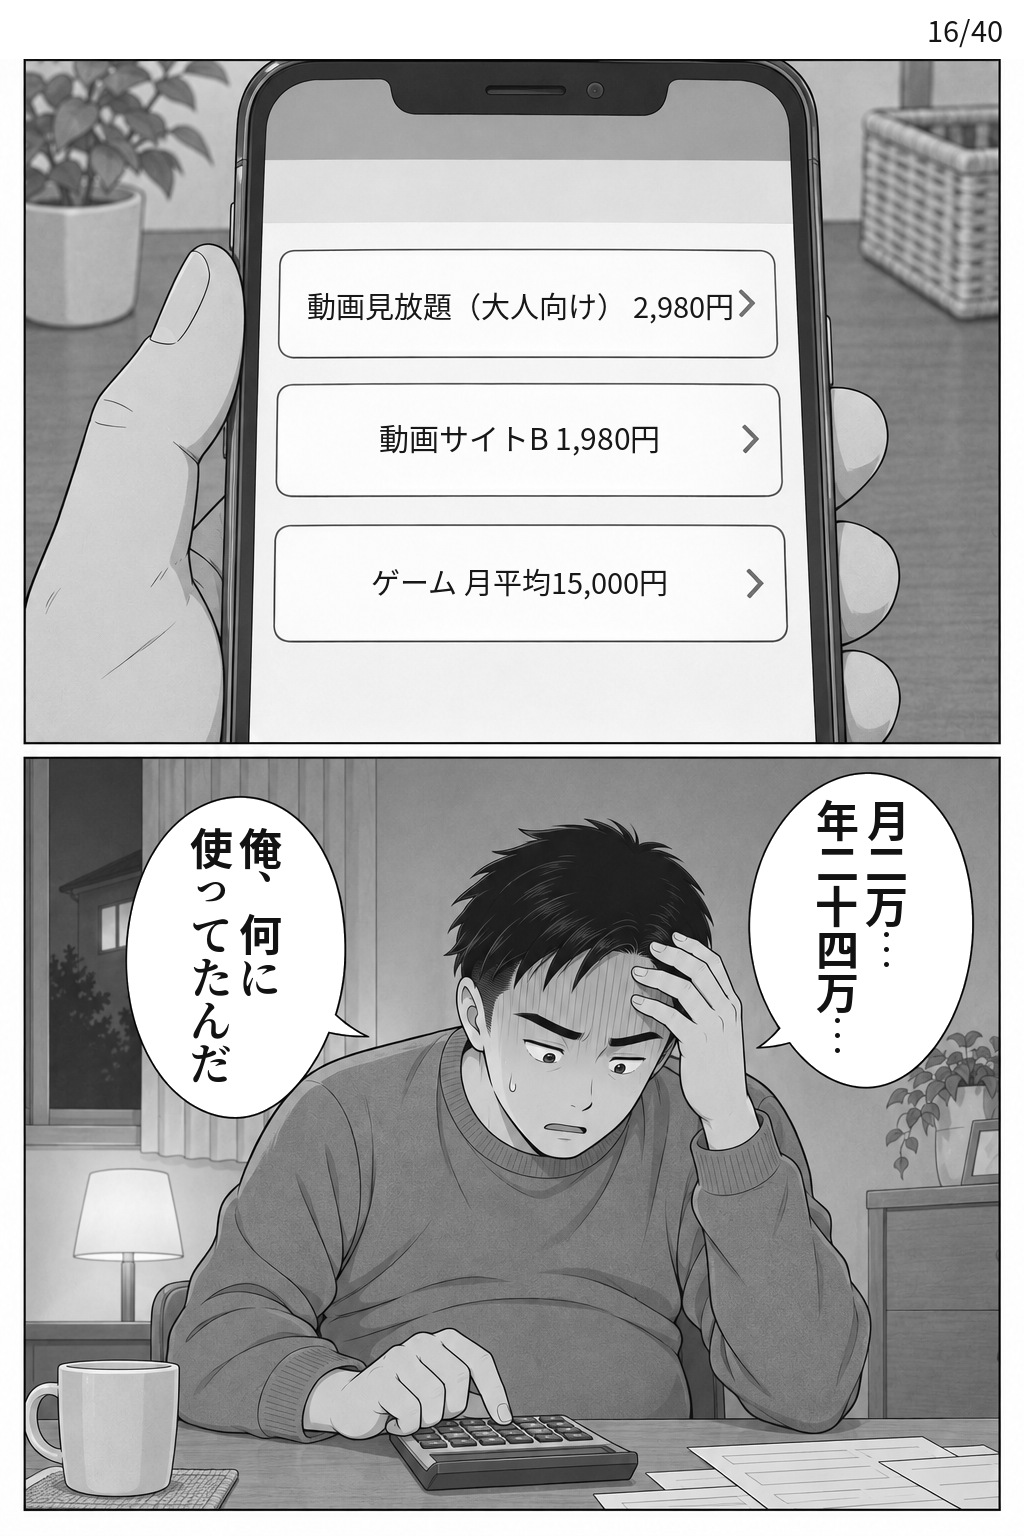 16/40
動画見放題（大人向け） 2,980円
動画サイトB 1,980円
ゲーム 月平均15,000円
月二万…
年二十四万…
俺、何に
使ってたんだ